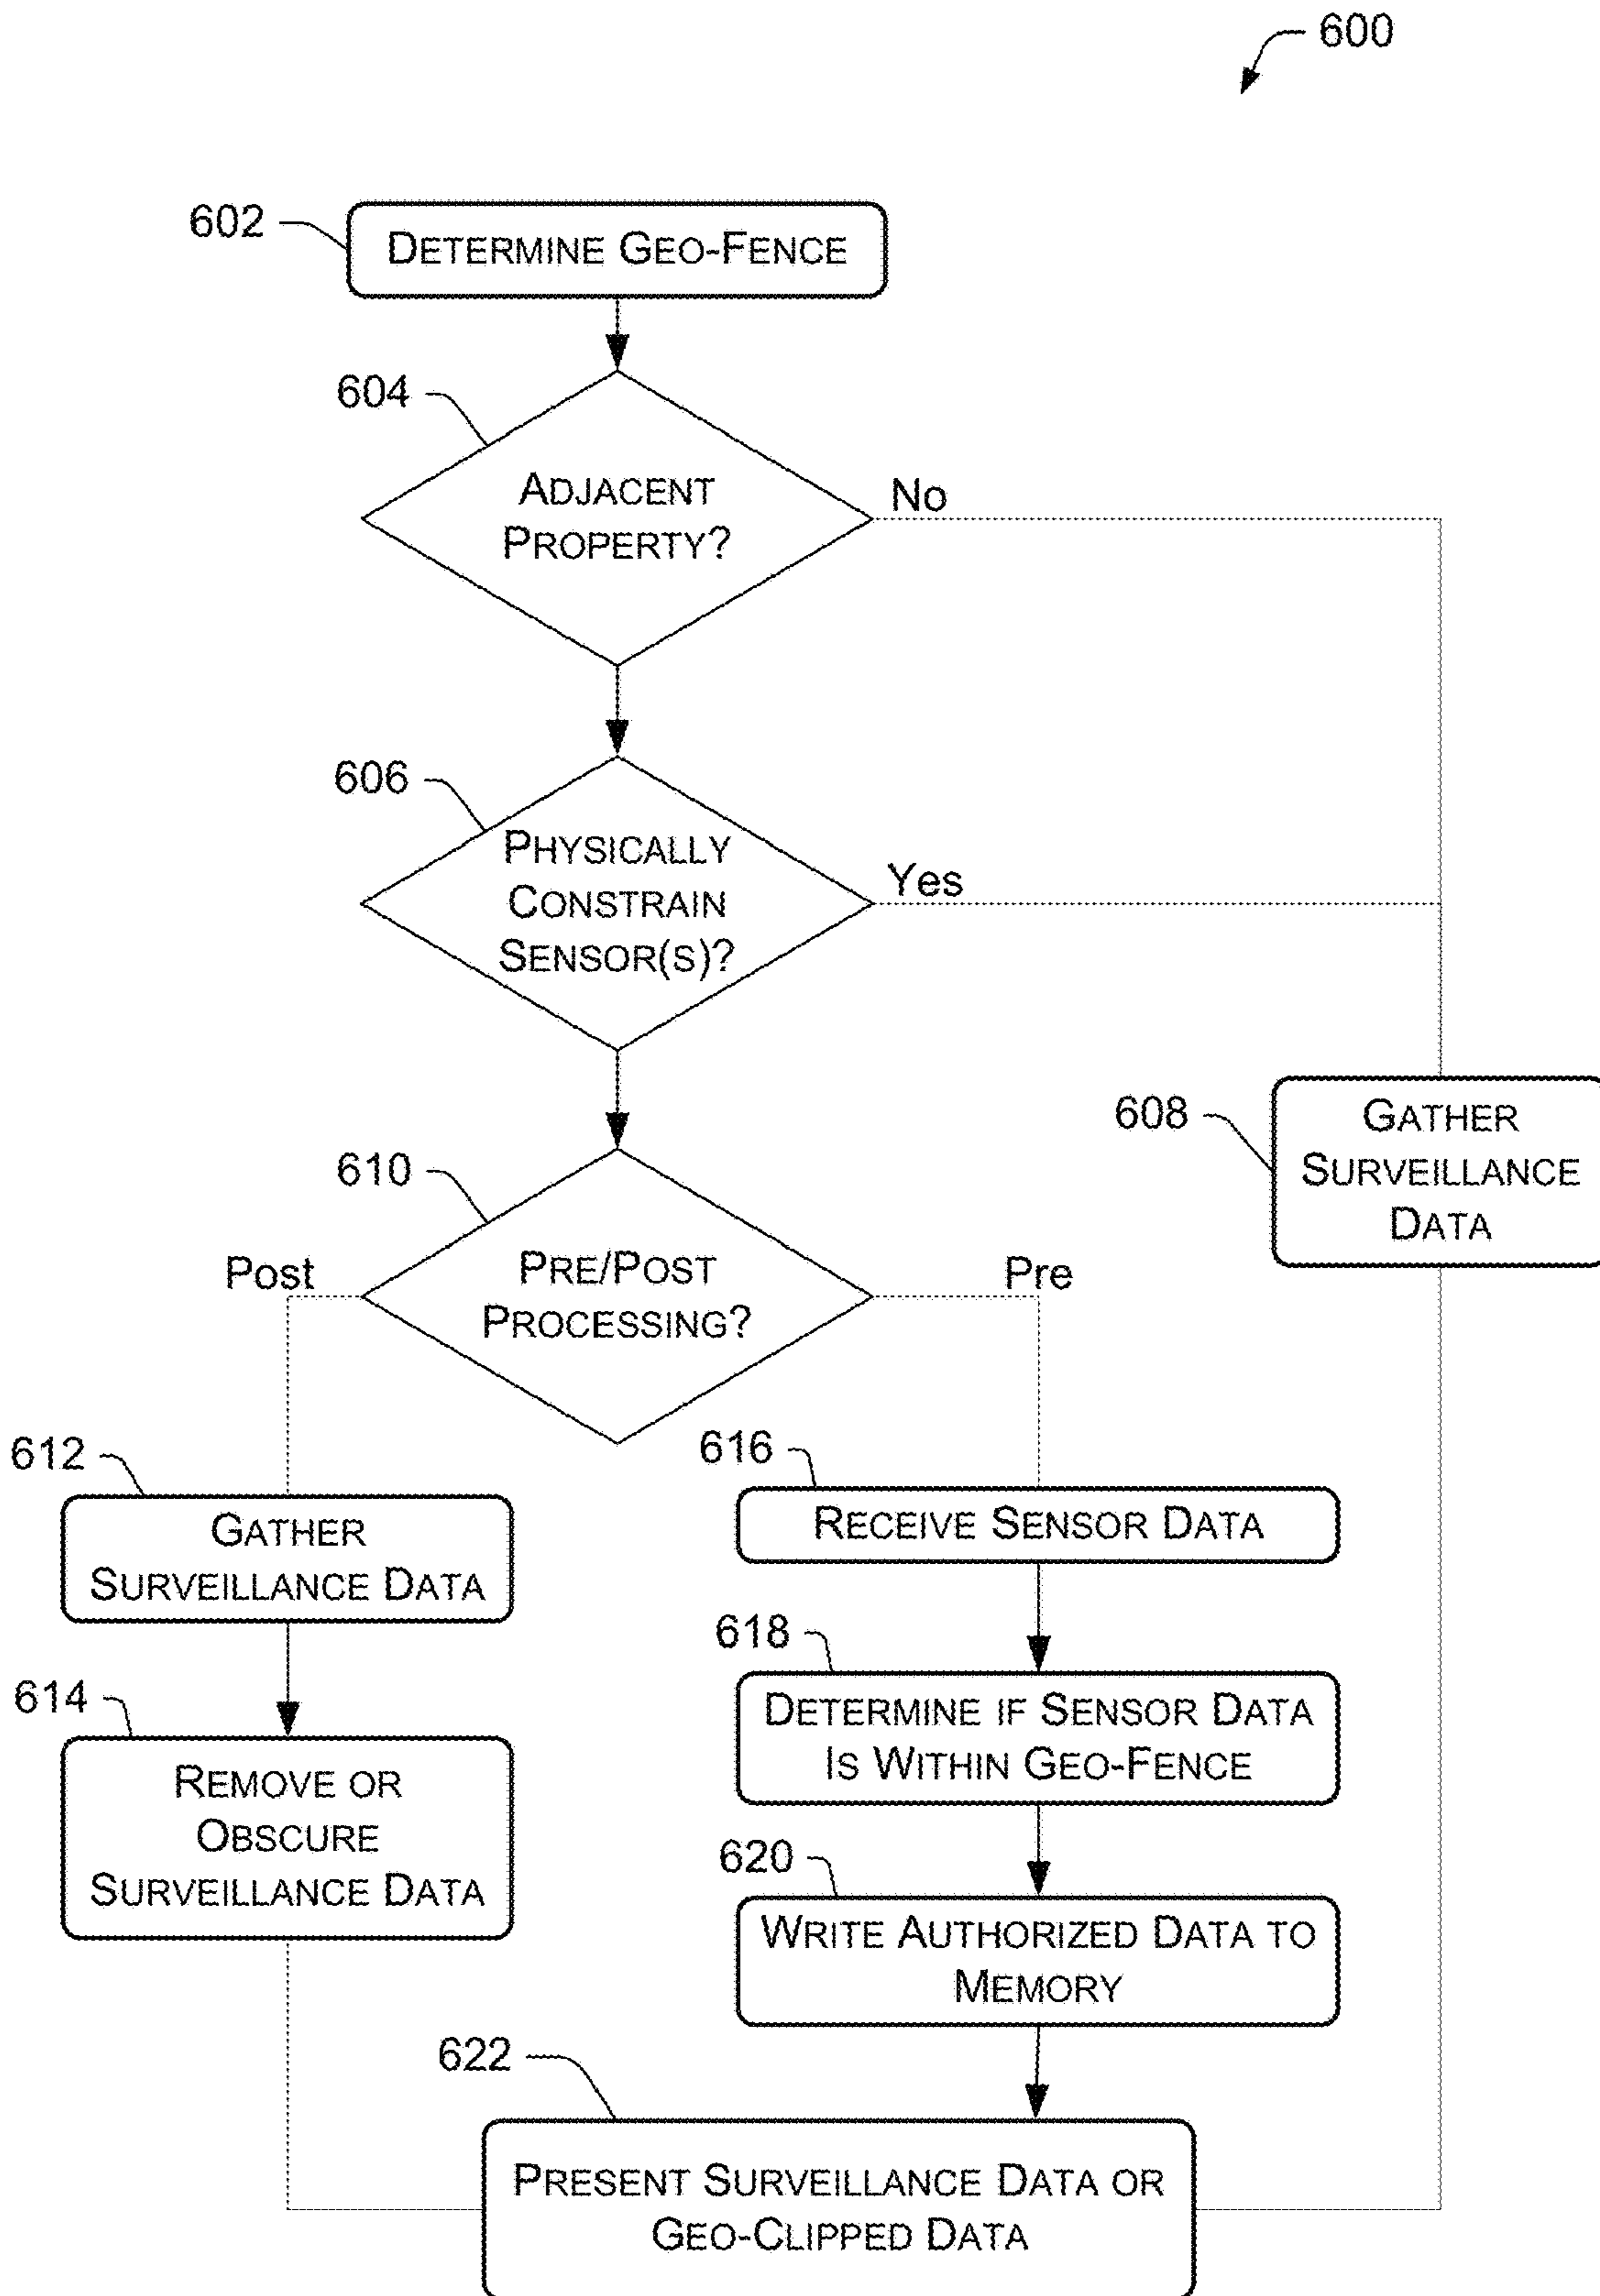 600
602
DETERMINE GEO-FENCE
604
ADJACENT
PROPERTY?
No
606
PHYSICALLY
CONSTRAIN
SENSOR(S)?
Yes
608
GATHER
SURVEILLANCE
DATA
610
PRE/POST
PROCESSING?
Post
Pre
612
GATHER
SURVEILLANCE DATA
614
REMOVE OR
OBSCURE
SURVEILLANCE DATA
616
RECEIVE SENSOR DATA
618
DETERMINE IF SENSOR DATA
IS WITHIN GEO-FENCE
620
WRITE AUTHORIZED DATA TO
MEMORY
622
PRESENT SURVEILLANCE DATA OR
GEO-CLIPPED DATA